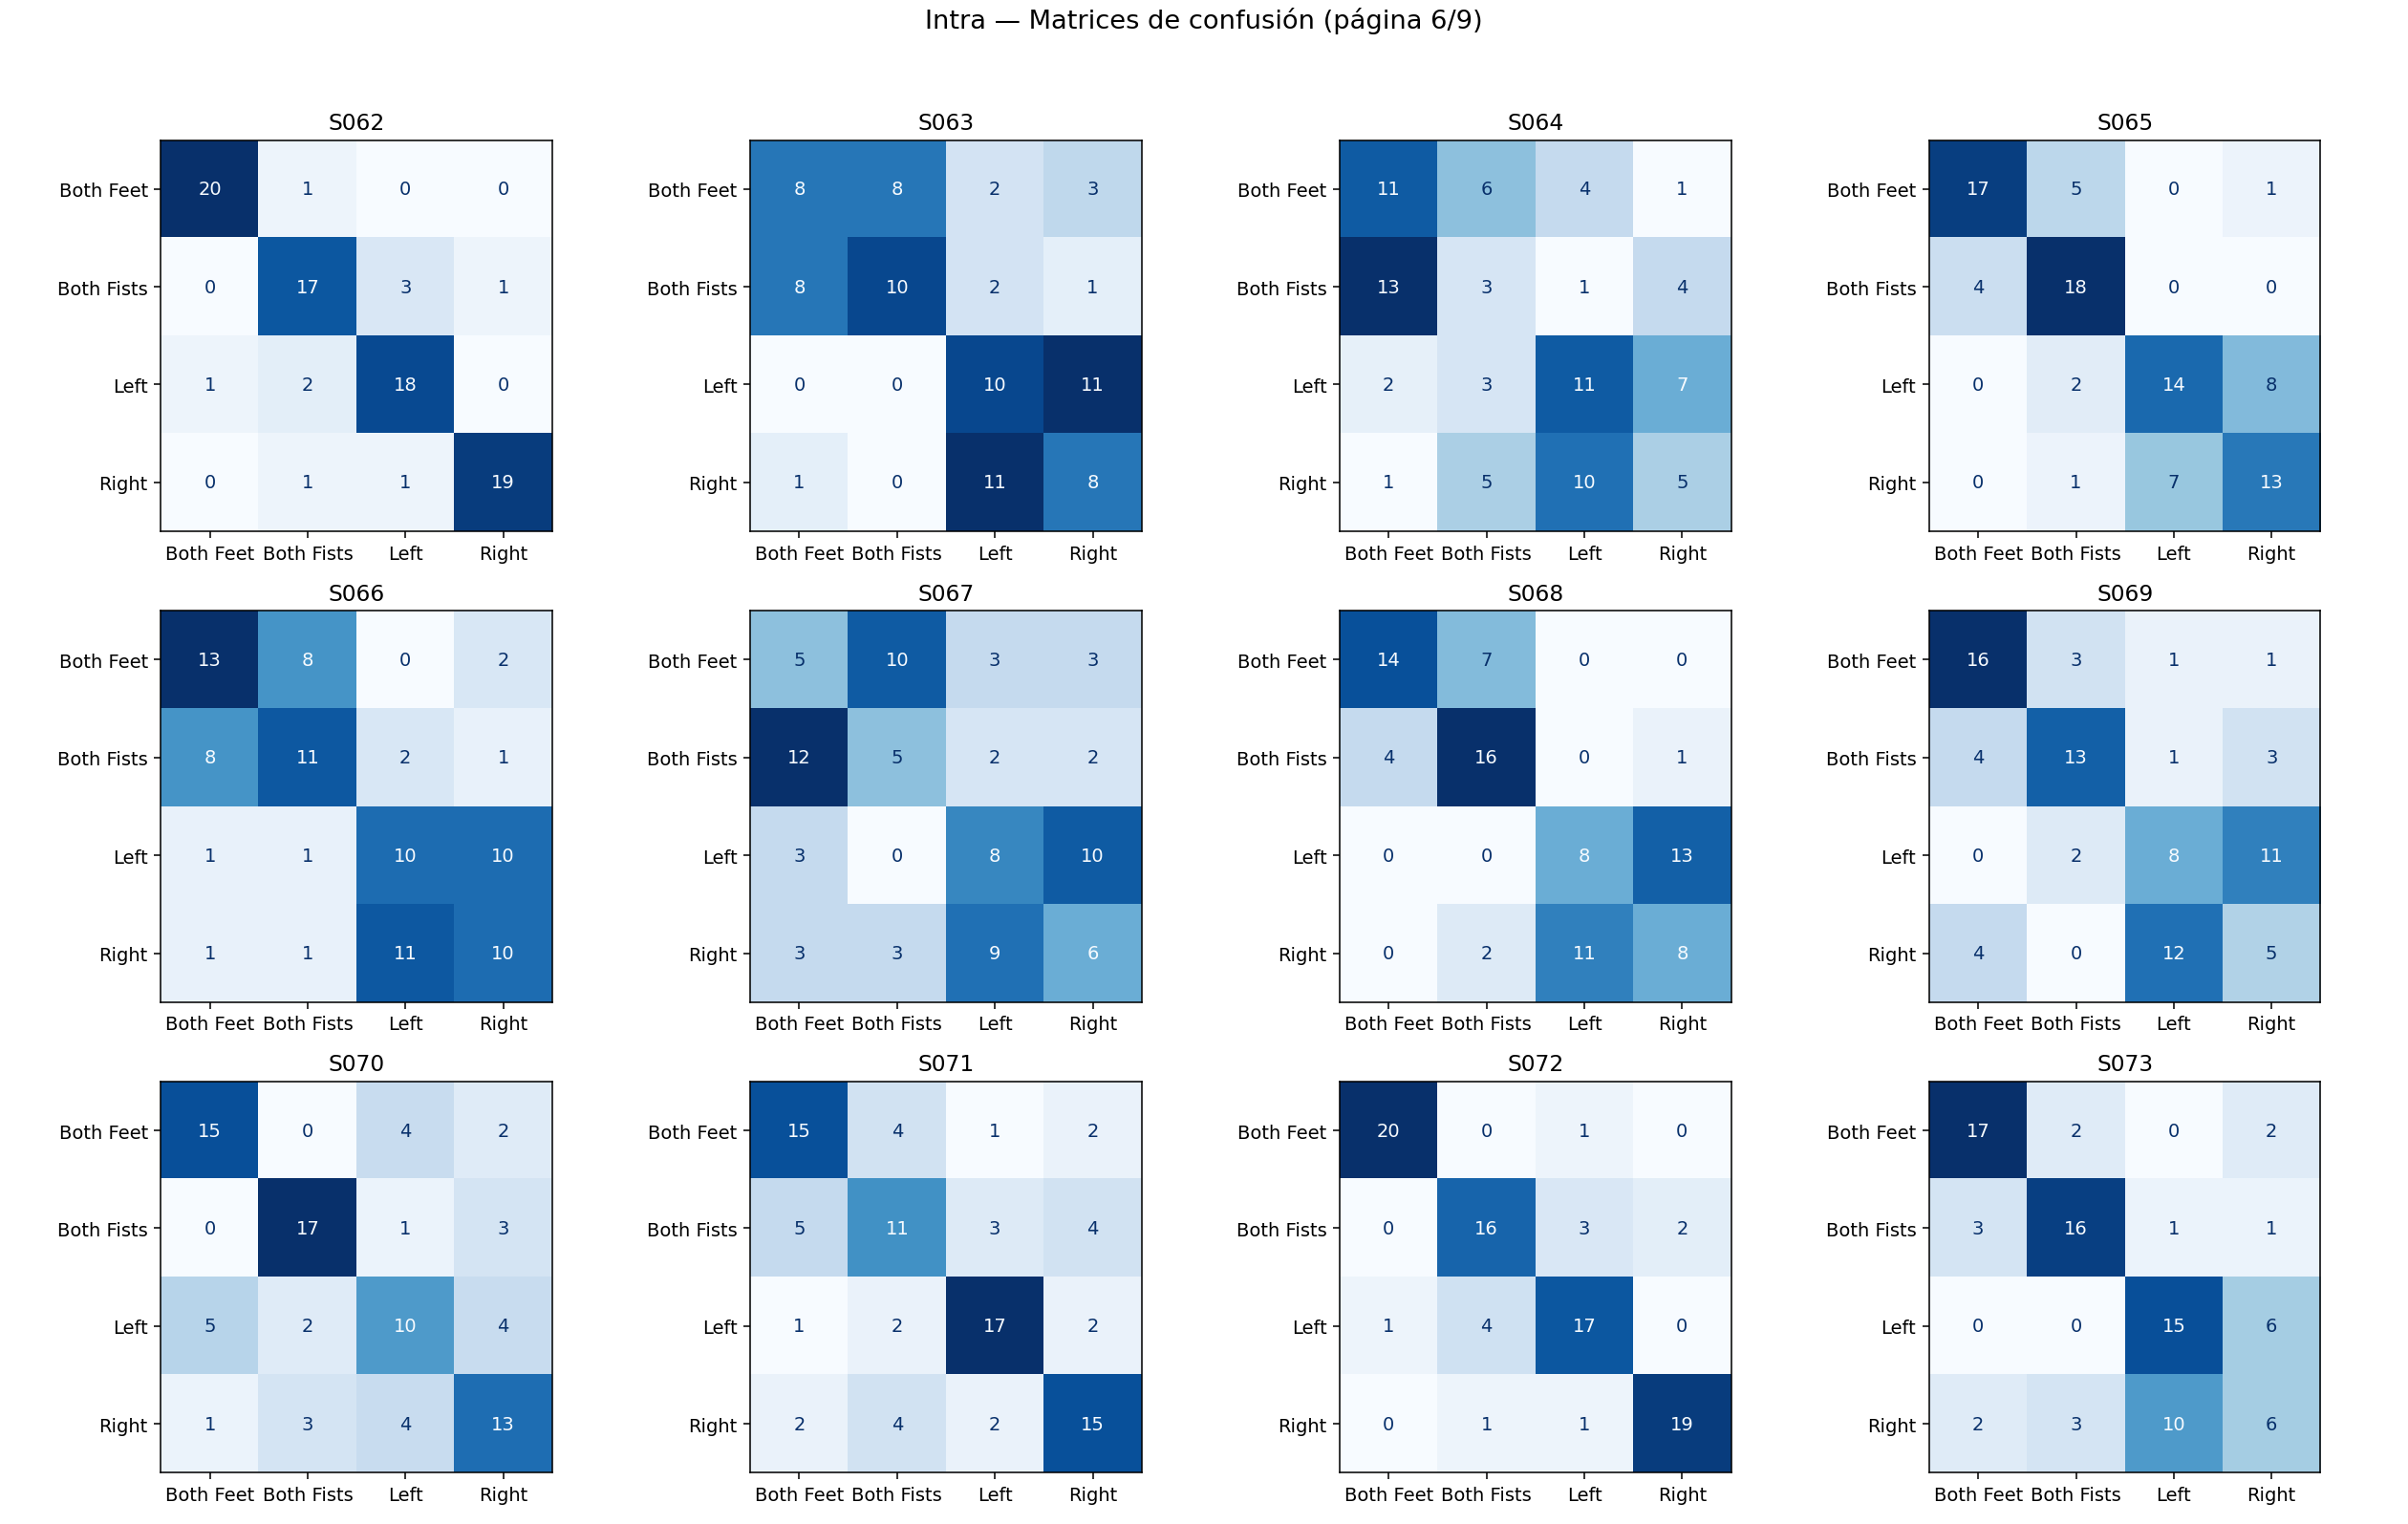 Intra — Matrices de confusión (página 6/9)
S062 S063 S064 S065
Both Feet 20 1 0 0 Both Feet 8 8 2 3 Both Feet 11 6 4 1 Both Feet 17 5 0 1
Both Fists 0 17 3 1 Both Fists 8 10 2 1 Both Fists 13 3 1 4 Both Fists 4 18 0 0
Left 1 2 18 0 Left 0 0 10 11 Left 2 3 11 7 Left 0 2 14 8
Right 0 1 1 19 Right 1 0 11 8 Right 1 5 10 5 Right 0 1 7 13
Both Feet Both Fists Left Right Both Feet Both Fists Left Right Both Feet Both Fists Left Right Both Feet Both Fists Left Right
S066 S067 S068 S069
Both Feet 13 8 0 2 Both Feet 5 10 3 3 Both Feet 14 7 0 0 Both Feet 16 3 1 1
Both Fists 8 11 2 1 Both Fists 12 5 2 2 Both Fists 4 16 0 1 Both Fists 4 13 1 3
Left 1 1 10 10 Left 3 0 8 10 Left 0 0 8 13 Left 0 2 8 11
Right 1 1 11 10 Right 3 3 9 6 Right 0 2 11 8 Right 4 0 12 5
Both Feet Both Fists Left Right Both Feet Both Fists Left Right Both Feet Both Fists Left Right Both Feet Both Fists Left Right
S070 S071 S072 S073
Both Feet 15 0 4 2 Both Feet 15 4 1 2 Both Feet 20 0 1 0 Both Feet 17 2 0 2
Both Fists 0 17 1 3 Both Fists 5 11 3 4 Both Fists 0 16 3 2 Both Fists 3 16 1 1
Left 5 2 10 4 Left 1 2 17 2 Left 1 4 17 0 Left 0 0 15 6
Right 1 3 4 13 Right 2 4 2 15 Right 0 1 1 19 Right 2 3 10 6
Both Feet Both Fists Left Right Both Feet Both Fists Left Right Both Feet Both Fists Left Right Both Feet Both Fists Left Right